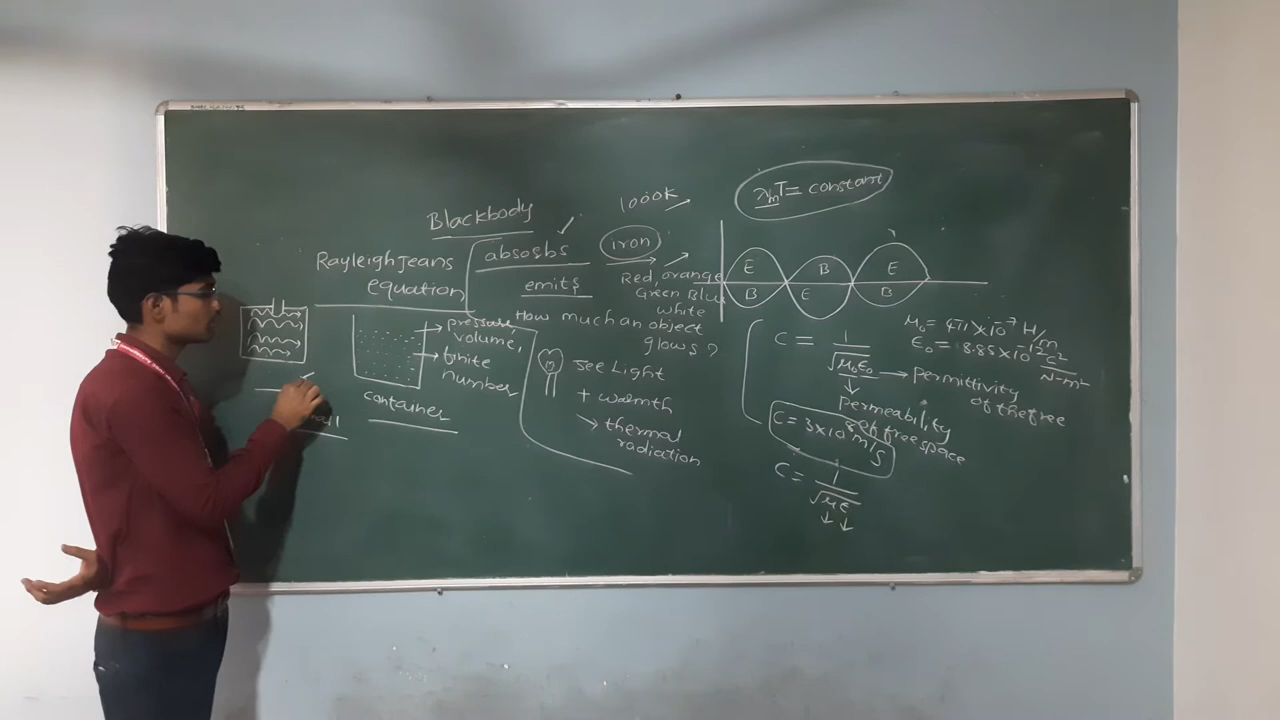 Blackbody
Rayleigh Jeans
equation
absosbs
emits
1000k
iron
Red, orange
Green Blue
white
How much an object
glows ?
λmT = constant
E B E
B E B
pressure,
volume,
finite
number
container
see Light
+ warmth
→ thermal
radiation
C = 1/√μ0ε0 → permittivity
of the free
μ0 = 4π × 10⁻⁷ H/m
ε0 = 8.85×10⁻¹² C²/N-m²
Permeability
of free space
C = 3×10⁸ m/s
C = 1/√με